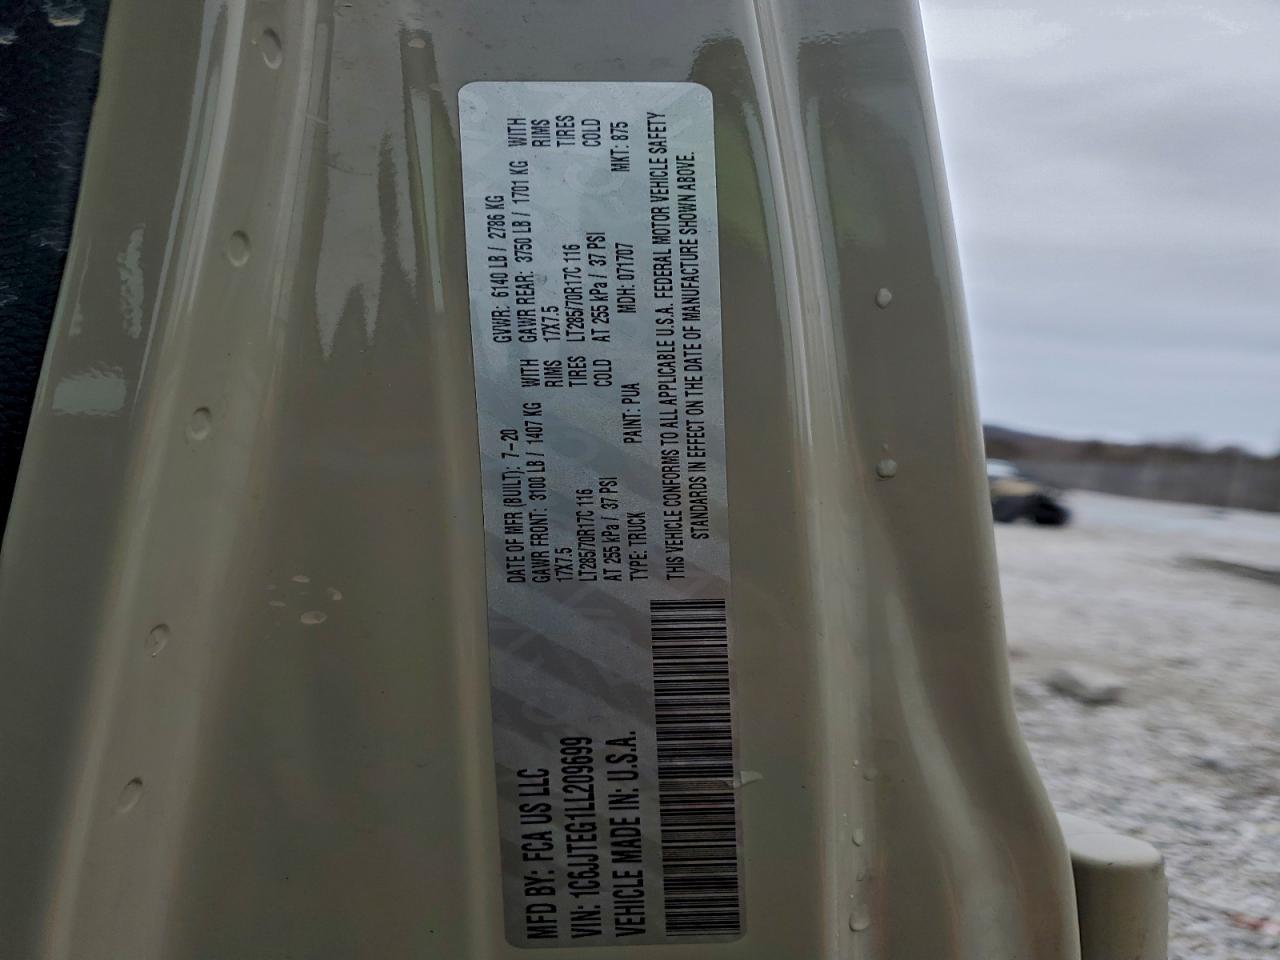 MFD BY: FCA US LLC
VIN: 1C6JJTEG1LL209699
VEHICLE MADE IN: U.S.A.
DATE OF MFR (BUILT): 7-20
GVWR: 6140 LB / 2786 KG
GAWR FRONT: 3100 LB / 1407 KG WITH
17X7.5 RIMS
LT285/70R17C 116 TIRES
AT 255 kPa / 37 PSI COLD
GAWR REAR: 3750 LB / 1701 KG WITH
17X7.5 RIMS
LT285/70R17C 116 TIRES
AT 255 kPa / 37 PSI COLD
TYPE: TRUCK PAINT: PUA MDH: 071707 MKT: 875
THIS VEHICLE CONFORMS TO ALL APPLICABLE U.S.A. FEDERAL MOTOR VEHICLE SAFETY
STANDARDS IN EFFECT ON THE DATE OF MANUFACTURE SHOWN ABOVE.